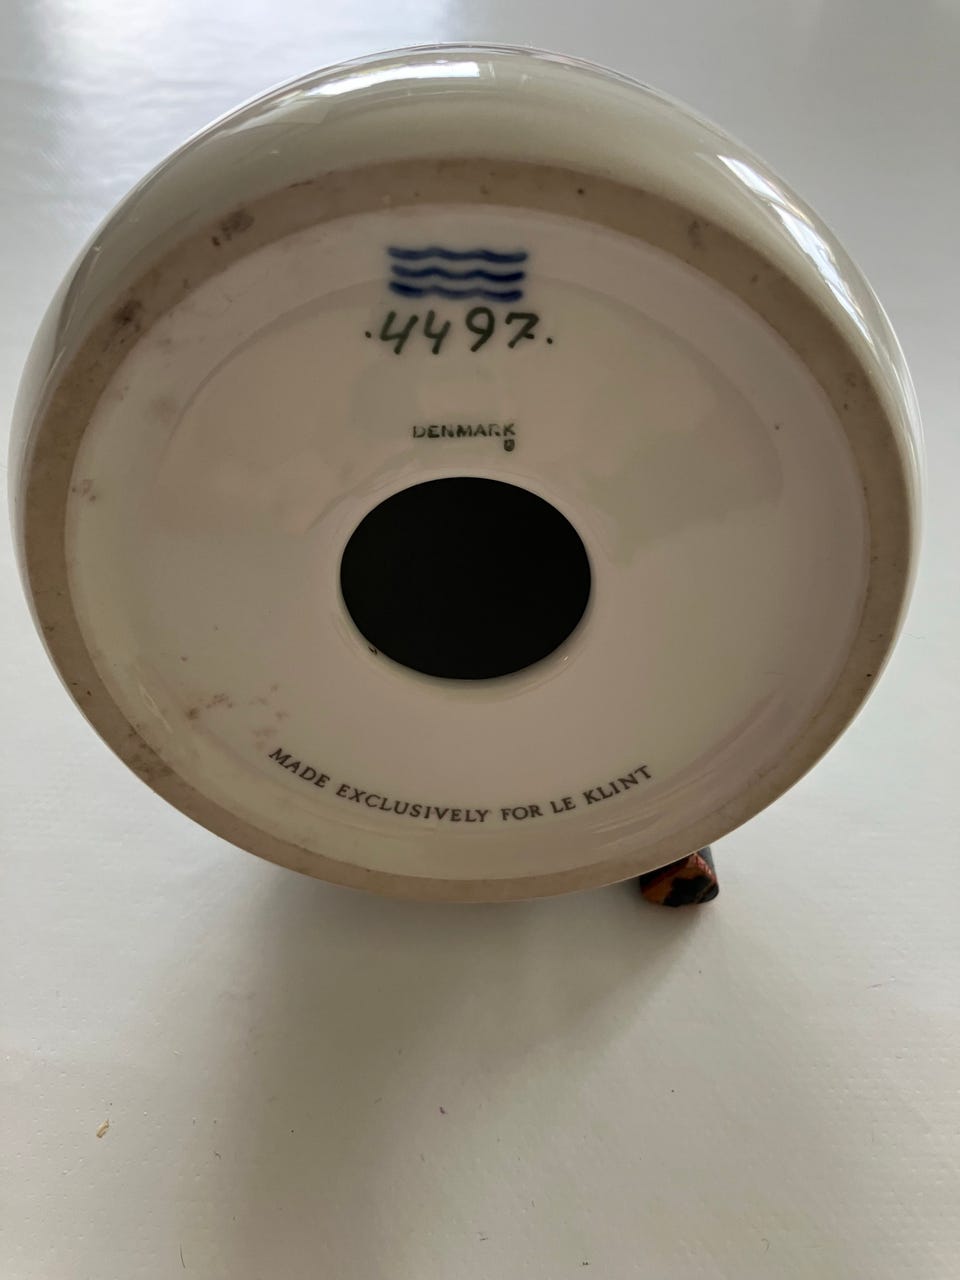 .4497.
DENMARK
MADE EXCLUSIVELY FOR LE KLINT